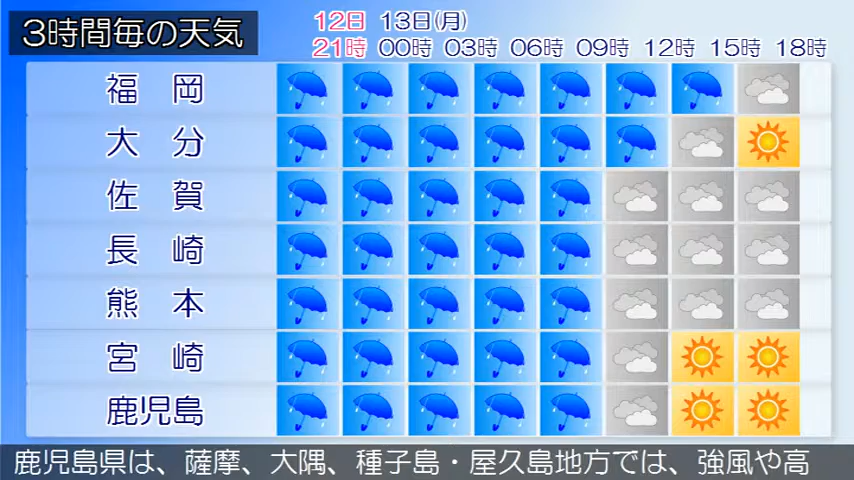 3時間毎の天気
12日 13日(月)
21時 00時 03時 06時 09時 12時 15時 18時
福岡
大分
佐賀
長崎
熊本
宮崎
鹿児島
鹿児島県は、薩摩、大隅、種子島・屋久島地方では、強風や高